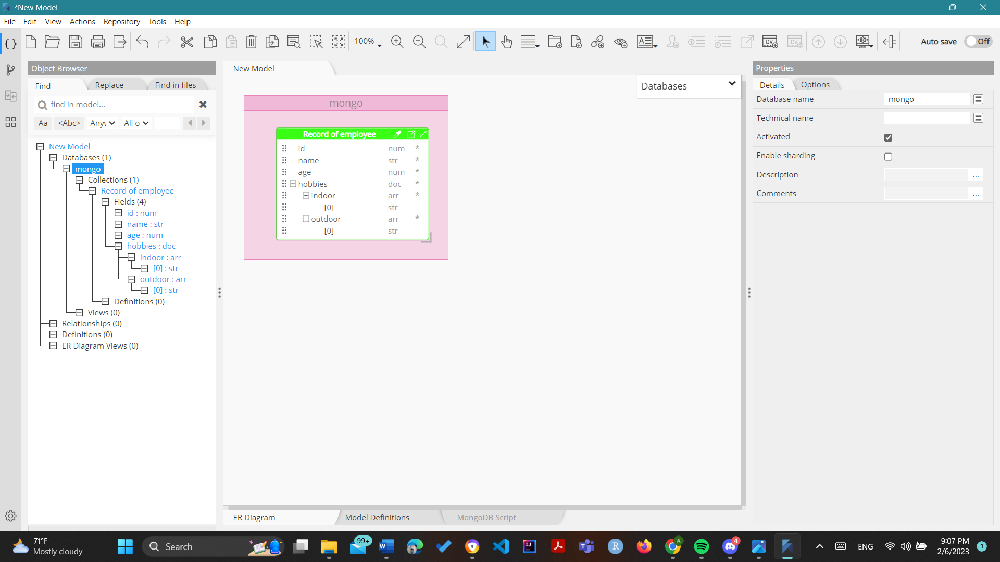 *New Model
File Edit View Actions Repository Tools Help
100%
Auto save Off
Object Browser
Find Replace Find in files
find in model...
Aa <Abc> Anyv All o
New Model
Databases (1)
mongo
Collections (1)
Record of employee
Fields (4)
id : num
name : str
age : num
hobbies : doc
indoor : arr
[0] : str
outdoor : arr
[0] : str
Definitions (0)
Views (0)
Relationships (0)
Definitions (0)
ER Diagram Views (0)
New Model
Databases
mongo
Record of employee
id num *
name str *
age num *
hobbies doc *
indoor arr *
[0] str
outdoor arr *
[0] str
ER Diagram Model Definitions MongoDB Script
Properties
Details Options
Database name mongo
Technical name
Activated
Enable sharding
Description ...
Comments ...
71°F
Mostly cloudy
Search
99+
4
ENG
9:07 PM
2/6/2023
1